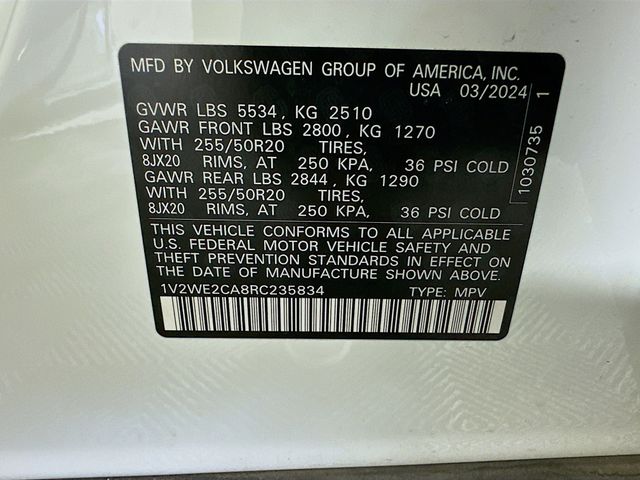 MFD BY VOLKSWAGEN GROUP OF AMERICA, INC.
USA 03/2024
GVWR LBS 5534, KG 2510
GAWR FRONT LBS 2800, KG 1270
WITH 255/50R20 TIRES,
8JX20 RIMS, AT 250 KPA, 36 PSI COLD
GAWR REAR LBS 2844, KG 1290
WITH 255/50R20 TIRES,
8JX20 RIMS, AT 250 KPA, 36 PSI COLD
THIS VEHICLE CONFORMS TO ALL APPLICABLE
U.S. FEDERAL MOTOR VEHICLE SAFETY AND
THEFT PREVENTION STANDARDS IN EFFECT ON
THE DATE OF MANUFACTURE SHOWN ABOVE
1V2WE2CA8RC235834 TYPE: MPV
1030735 1